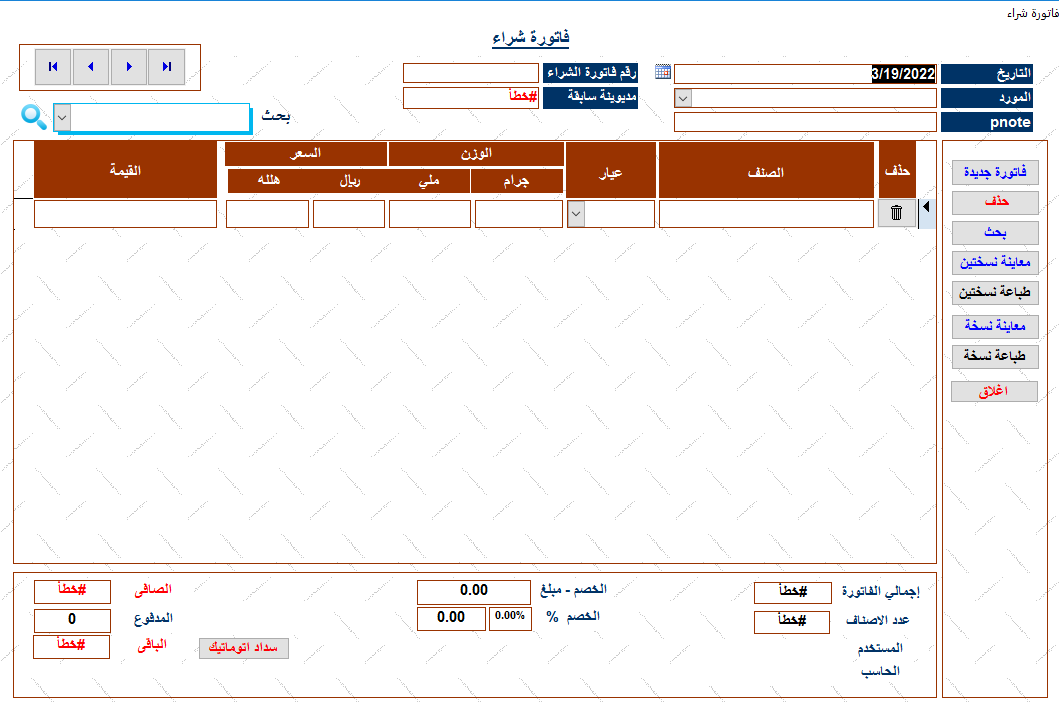 فاتورة شراء
فاتورة شراء
التاريخ 3/19/2022
رقم فاتورة الشراء
المورد
مديوينة سابقة #خطأ
pnote
بحث
حذف الصنف عيار الوزن السعر القيمة
جرام ملي ريال هلله
فاتورة جديدة
حذف
بحث
معاينة نسختين
طباعة نسختين
معاينة نسخة
طباعة نسخة
اغلاق
إجمالي الفاتورة #خطأ
عدد الاصناف #خطأ
المستخدم
الحاسب
الخصم - مبلغ 0.00
الخصم % 0.00% 0.00
الصافى #خطأ
المدفوع 0
الباقى #خطأ
سداد اتوماتيك